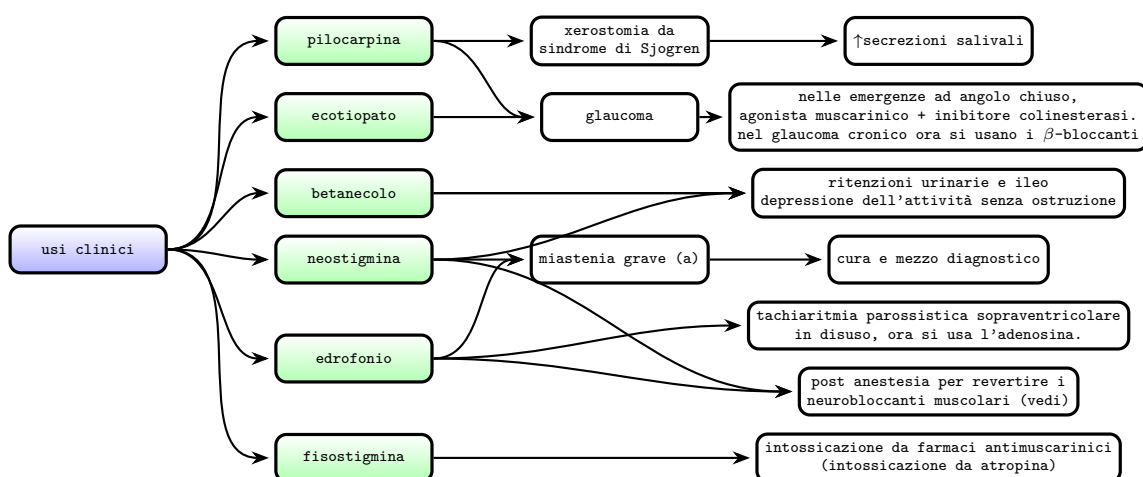 pilocarpina
xerostomia da
sindrome di Sjogren
↑secrezioni salivali
ecotiopato
glaucoma
nelle emergenze ad angolo chiuso,
agonista muscarinico + inibitore colinesterasi.
nel glaucoma cronico ora si usano i β-bloccanti
betanecolo
ritenzioni urinarie e ileo
depressione dell'attività senza ostruzione
usi clinici
neostigmina
miastenia grave (a)
cura e mezzo diagnostico
edrofonio
tachiaritmia parossistica sopraventricolare
in disuso, ora si usa l'adenosina.
post anestesia per revertire i
neurobloccanti muscolari (vedi)
fisostigmina
intossicazione da farmaci antimuscarinici
(intossicazione da atropina)